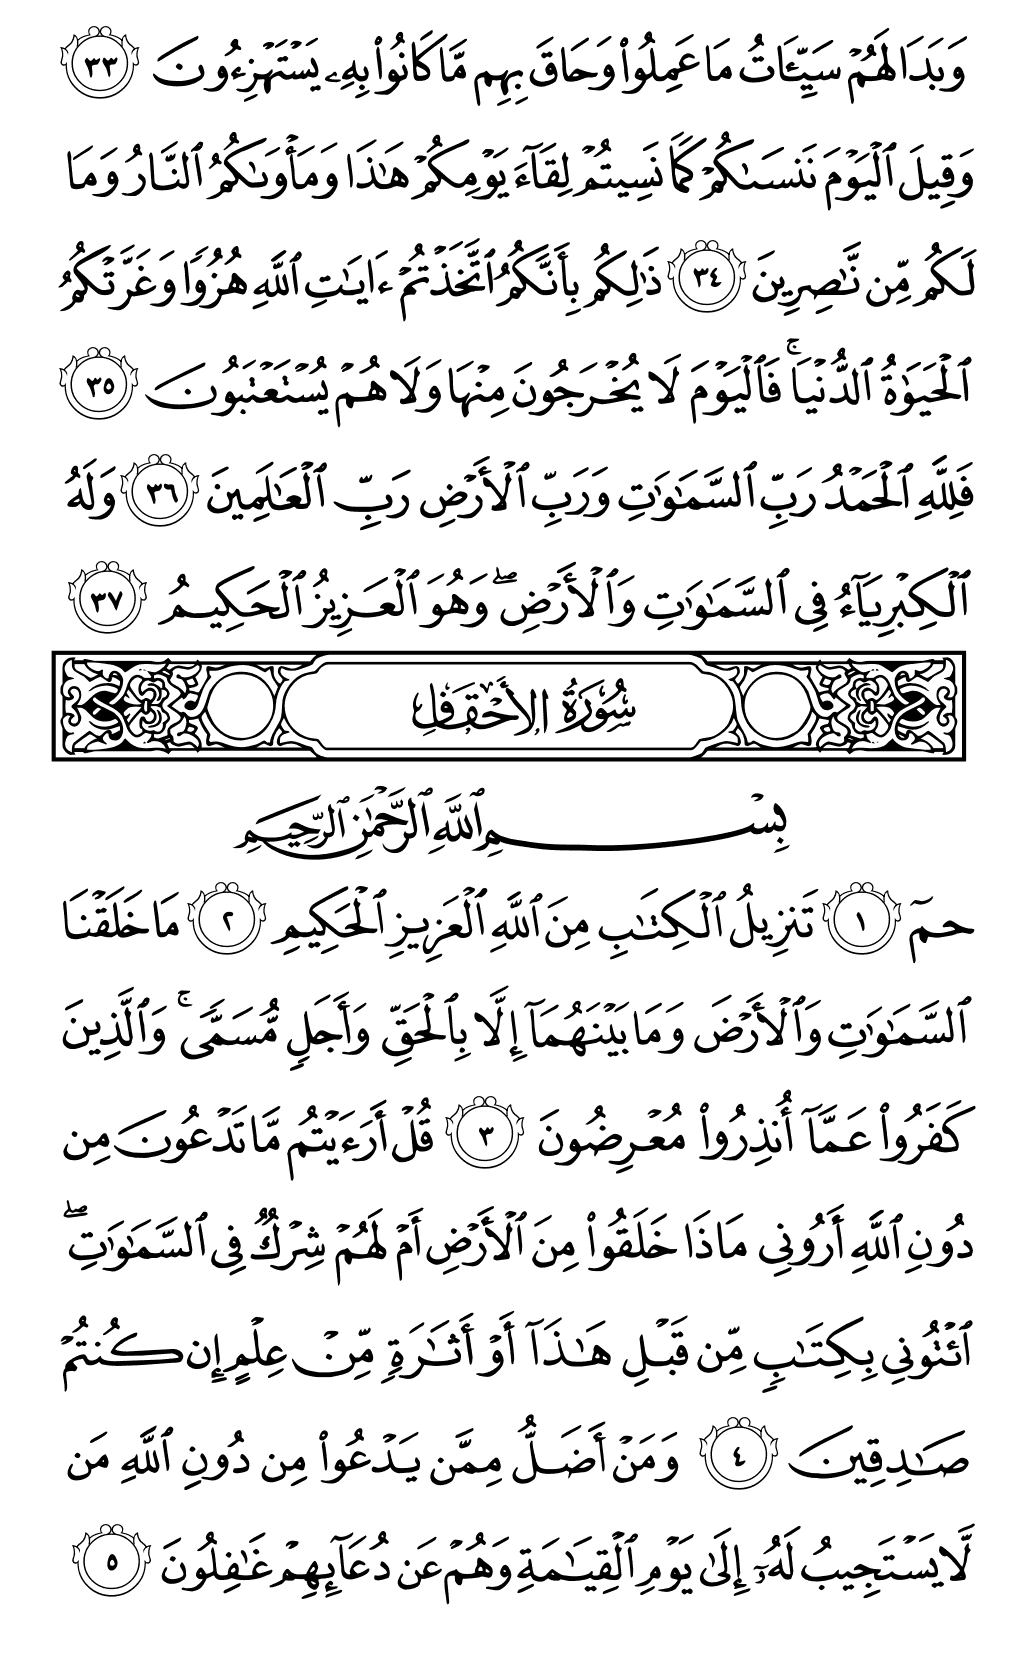 وَبَدَا لَهُمْ سَيِّـَٔاتُ مَا عَمِلُوا۟ وَحَاقَ بِهِم مَّا كَانُوا۟ بِهِۦ يَسْتَهْزِءُونَ ٣٣
وَقِيلَ ٱلْيَوْمَ نَنسَىٰكُمْ كَمَا نَسِيتُمْ لِقَآءَ يَوْمِكُمْ هَـٰذَا وَمَأْوَىٰكُمُ ٱلنَّارُ وَمَا
لَكُم مِّن نَّـٰصِرِينَ ٣٤ ذَٰلِكُم بِأَنَّكُمُ ٱتَّخَذْتُمْ ءَايَـٰتِ ٱللَّهِ هُزُوًا وَغَرَّتْكُمُ
ٱلْحَيَوٰةُ ٱلدُّنْيَا ۚ فَٱلْيَوْمَ لَا يُخْرَجُونَ مِنْهَا وَلَا هُمْ يُسْتَعْتَبُونَ ٣٥
فَلِلَّهِ ٱلْحَمْدُ رَبِّ ٱلسَّمَـٰوَٰتِ وَرَبِّ ٱلْأَرْضِ رَبِّ ٱلْعَـٰلَمِينَ ٣٦ وَلَهُ
ٱلْكِبْرِيَآءُ فِى ٱلسَّمَـٰوَٰتِ وَٱلْأَرْضِ ۖ وَهُوَ ٱلْعَزِيزُ ٱلْحَكِيمُ ٣٧
سُورَةُ الأَحْقَافِ
بِسْمِ ٱللَّهِ ٱلرَّحْمَـٰنِ ٱلرَّحِيمِ
حمٓ ١ تَنزِيلُ ٱلْكِتَـٰبِ مِنَ ٱللَّهِ ٱلْعَزِيزِ ٱلْحَكِيمِ ٢ مَا خَلَقْنَا
ٱلسَّمَـٰوَٰتِ وَٱلْأَرْضَ وَمَا بَيْنَهُمَآ إِلَّا بِٱلْحَقِّ وَأَجَلٍ مُّسَمًّى ۚ وَٱلَّذِينَ
كَفَرُوا۟ عَمَّآ أُنذِرُوا۟ مُعْرِضُونَ ٣ قُلْ أَرَءَيْتُم مَّا تَدْعُونَ مِن
دُونِ ٱللَّهِ أَرُونِى مَاذَا خَلَقُوا۟ مِنَ ٱلْأَرْضِ أَمْ لَهُمْ شِرْكٌ فِى ٱلسَّمَـٰوَٰتِ ۖ
ٱئْتُونِى بِكِتَـٰبٍ مِّن قَبْلِ هَـٰذَآ أَوْ أَثَـٰرَةٍ مِّنْ عِلْمٍ إِن كُنتُمْ
صَـٰدِقِينَ ٤ وَمَنْ أَضَلُّ مِمَّن يَدْعُوا۟ مِن دُونِ ٱللَّهِ مَن
لَّا يَسْتَجِيبُ لَهُۥٓ إِلَىٰ يَوْمِ ٱلْقِيَـٰمَةِ وَهُمْ عَن دُعَآئِهِمْ غَـٰفِلُونَ ٥